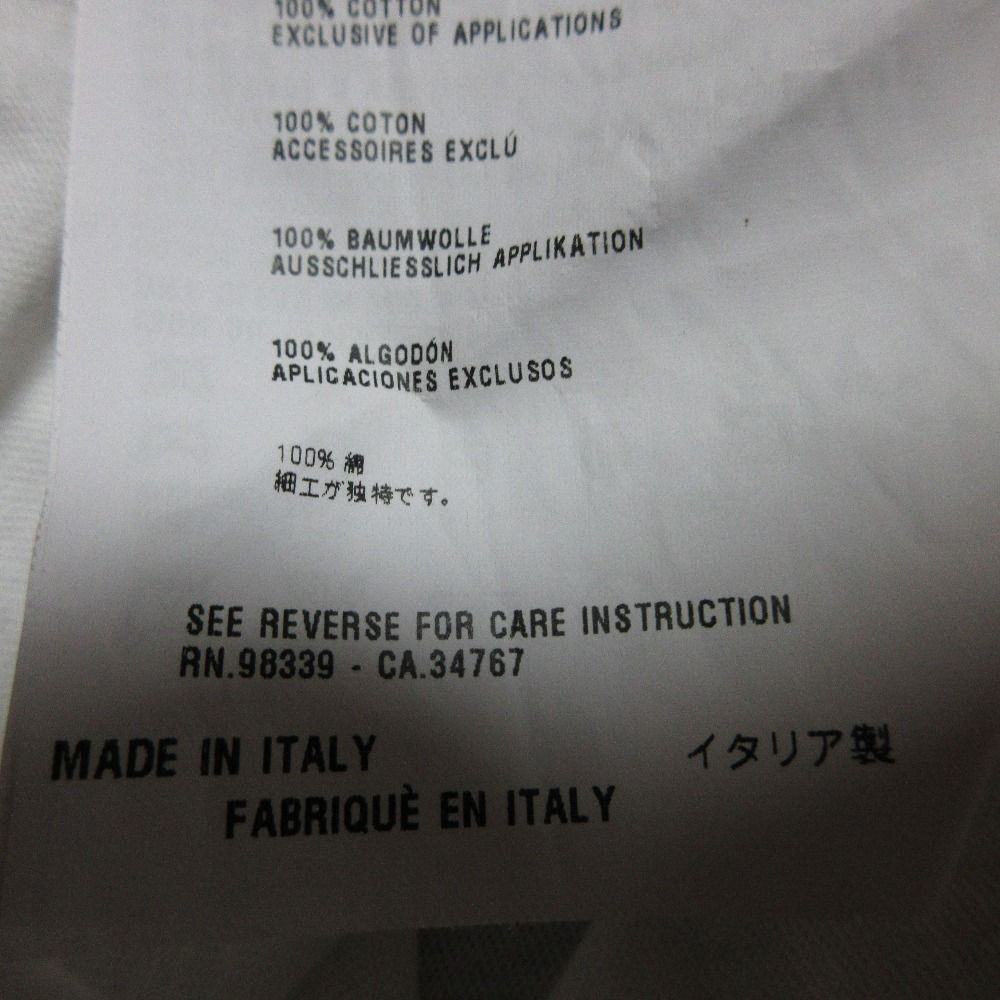 100% COTTON
EXCLUSIVE OF APPLICATIONS
100% COTON
ACCESSOIRES EXCLÚ
100% BAUMWOLLE
AUSSCHLIESSLICH APPLIKATION
100% ALGODÓN
APLICACIONES EXCLUSOS
100% 綿
細工が独特です。
SEE REVERSE FOR CARE INSTRUCTION
RN.98339 - CA.34767
MADE IN ITALY イタリア製
FABRIQUÈ EN ITALY